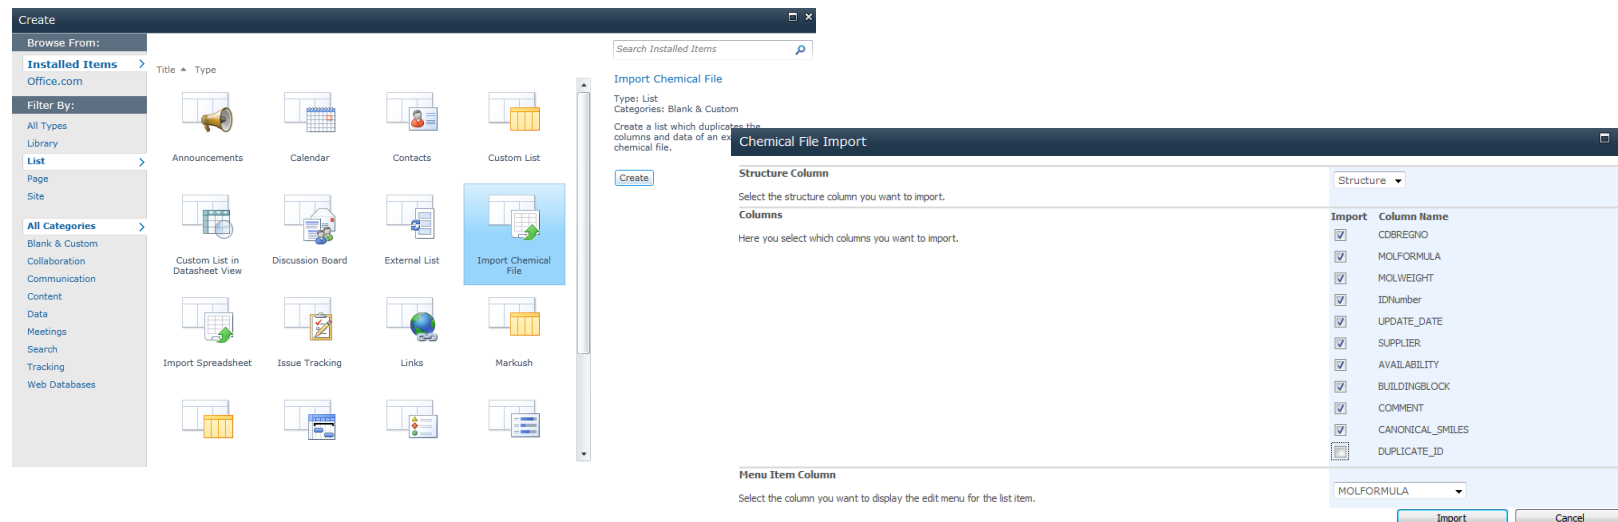 Create
Browse From:
Installed Items
Office.com
Filter By:
All Types
Library
List
Page
Site
All Categories
Blank & Custom
Collaboration
Communication
Content
Data
Meetings
Search
Tracking
Web Databases
Title Type
Announcements
Calendar
Contacts
Custom List
Custom List in
Datasheet View
Discussion Board
External List
Import Chemical
File
Import Spreadsheet
Issue Tracking
Links
Markush
Search Installed Items
Import Chemical File
Type: List
Categories: Blank & Custom
Create a list which duplicates the
columns and data of an ex
chemical file.
Create
Chemical File Import
Structure Column
Select the structure column you want to import.
Structure
Columns
Here you select which columns you want to import.
Import Column Name
CDBREGNO
MOLFORMULA
MOLWEIGHT
IDNumber
UPDATE_DATE
SUPPLIER
AVAILABILITY
BUILDINGBLOCK
COMMENT
CANONICAL_SMILES
DUPLICATE_ID
Menu Item Column
Select the column you want to display the edit menu for the list item.
MOLFORMULA
Import
Cancel